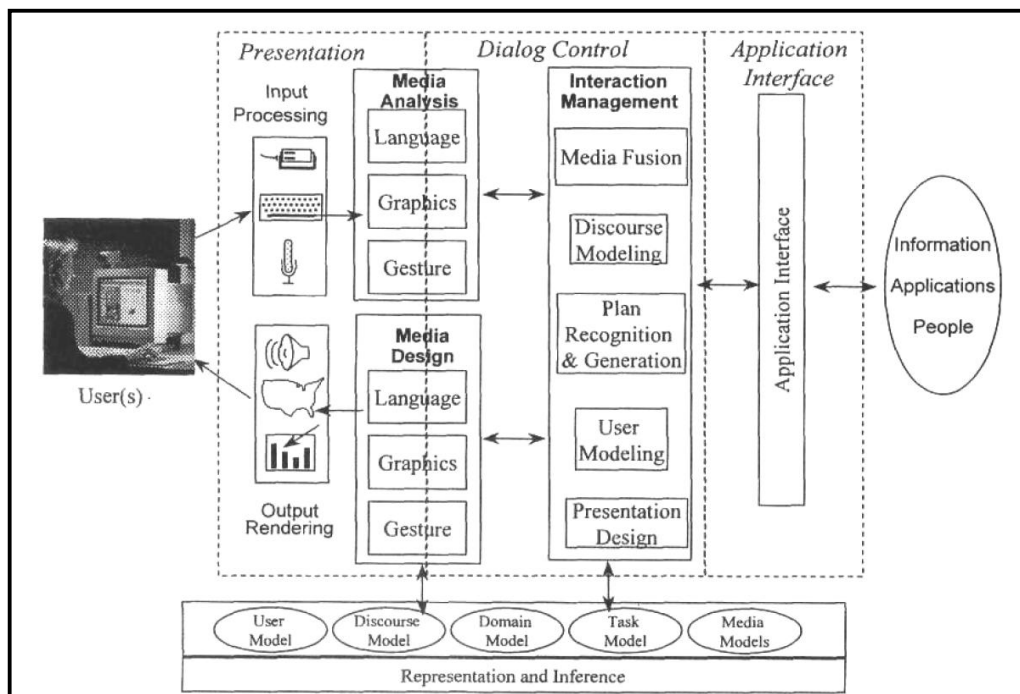 Presentation
Dialog Control
Application
Interface
Input
Processing
Media
Analysis
Language
Graphics
Gesture
Interaction
Management
Media Fusion
Discourse
Modeling
Plan
Recognition
& Generation
User
Modeling
Presentation
Design
Application Interface
Information
Applications
People
User(s)
Media
Design
Language
Graphics
Gesture
Output
Rendering
User
Model
Discourse
Model
Domain
Model
Task
Model
Media
Models
Representation and Inference